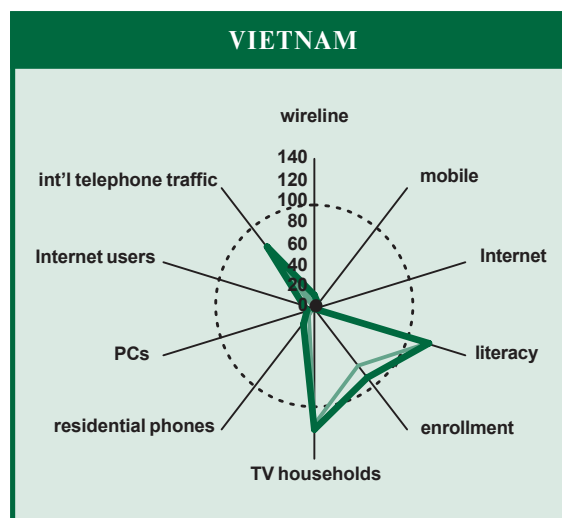 VIETNAM
wireline
140
int'l telephone traffic
120
mobile
100
80
60
Internet users
Internet
40
20
0
PCs
literacy
residential phones
enrollment
TV households